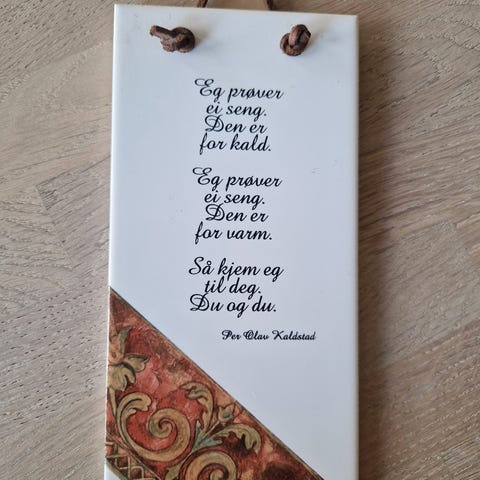 Eg prøver
ei seng.
Den er
for kald.
Eg prøver
ei seng.
Den er
for varm.
Så kjem eg
til deg.
Du og du.
Per Olav Kaldstad